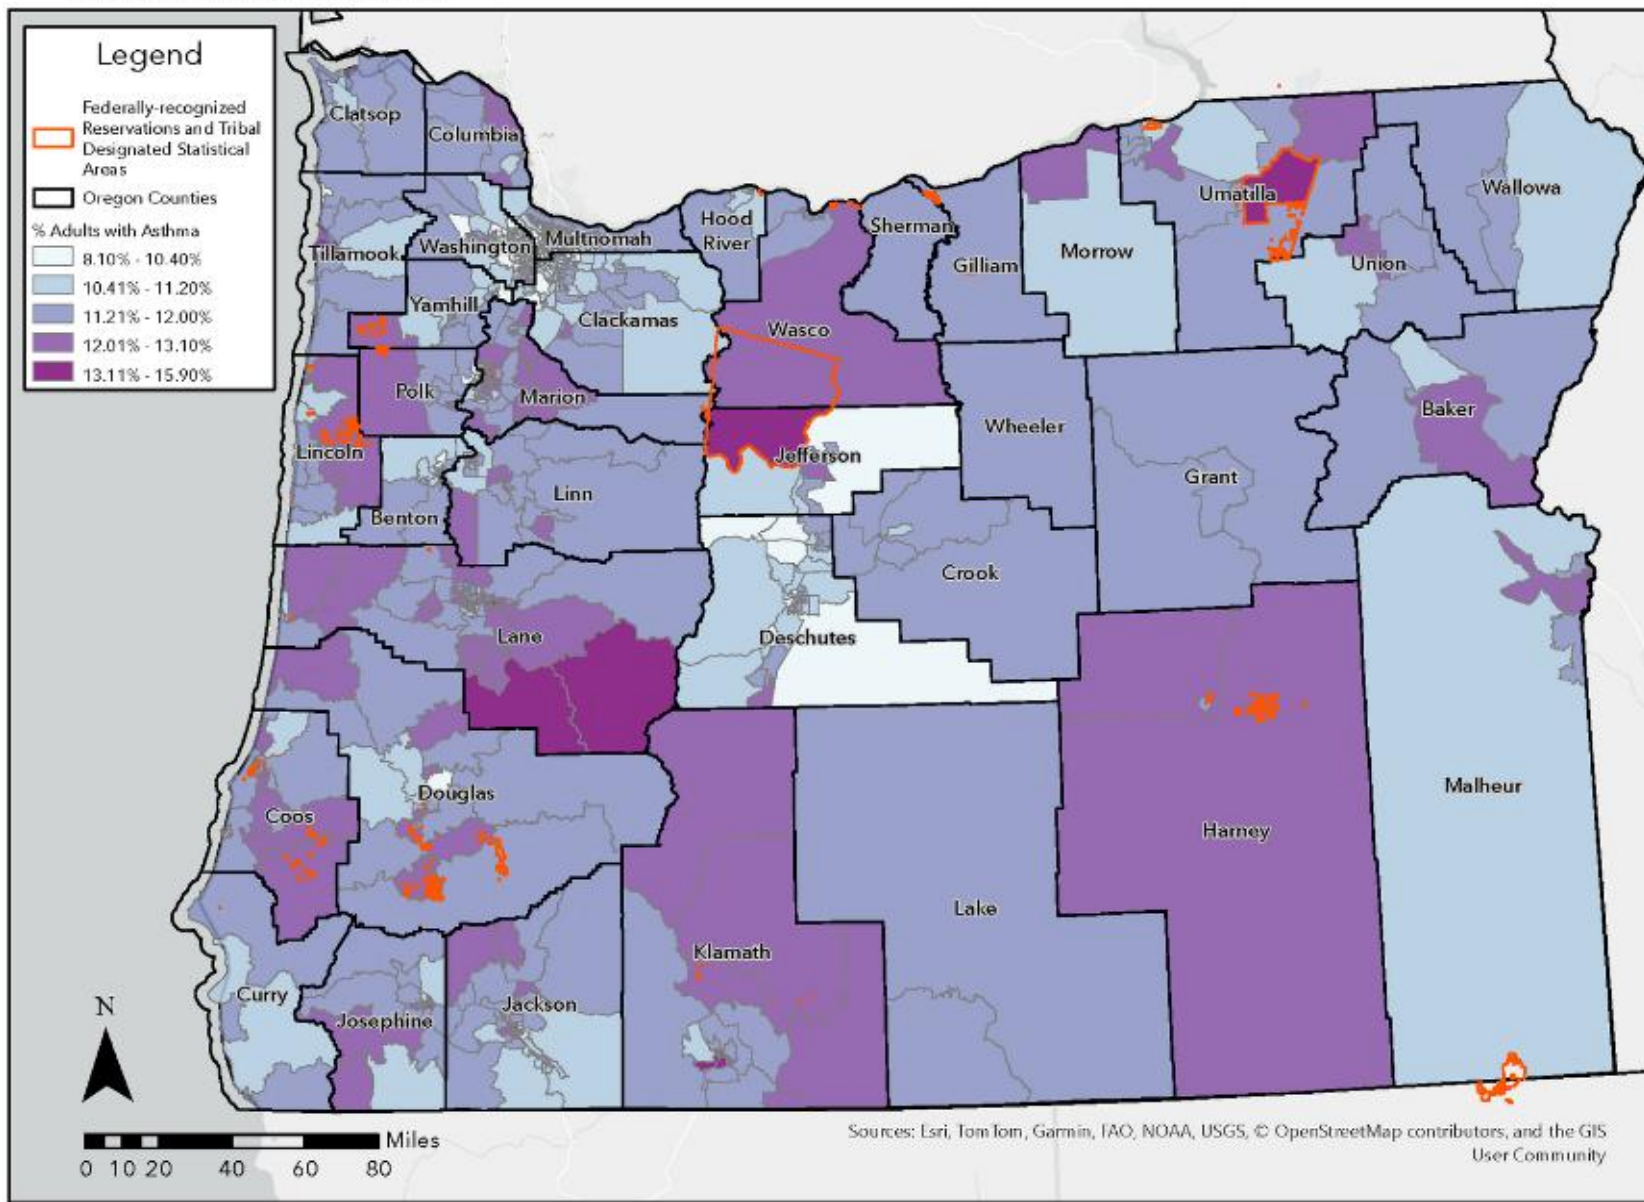 Legend
Federally-recognized
Reservations and Tribal
Designated Statistical
Areas
Oregon Counties
% Adults with Asthma
8.10% - 10.40%
10.41% - 11.20%
11.21% - 12.00%
12.01% - 13.10%
13.11% - 15.90%
Clatsop
Columbia
Tillamook
Washington
Multnomah
Hood
River
Sherman
Gilliam
Morrow
Umatilla
Union
Wallowa
Yamhill
Clackamas
Wasco
Polk
Marion
Wheeler
Baker
Lincoln
Jefferson
Grant
Benton
Linn
Crook
Lane
Deschutes
Malheur
Douglas
Coos
Harney
Lake
Klamath
Curry
Josephine
Jackson
N
Miles
0 10 20 40 60 80
Sources: Esri, TomTom, Garmin, FAO, NOAA, USGS, © OpenStreetMap contributors, and the GIS
User Community